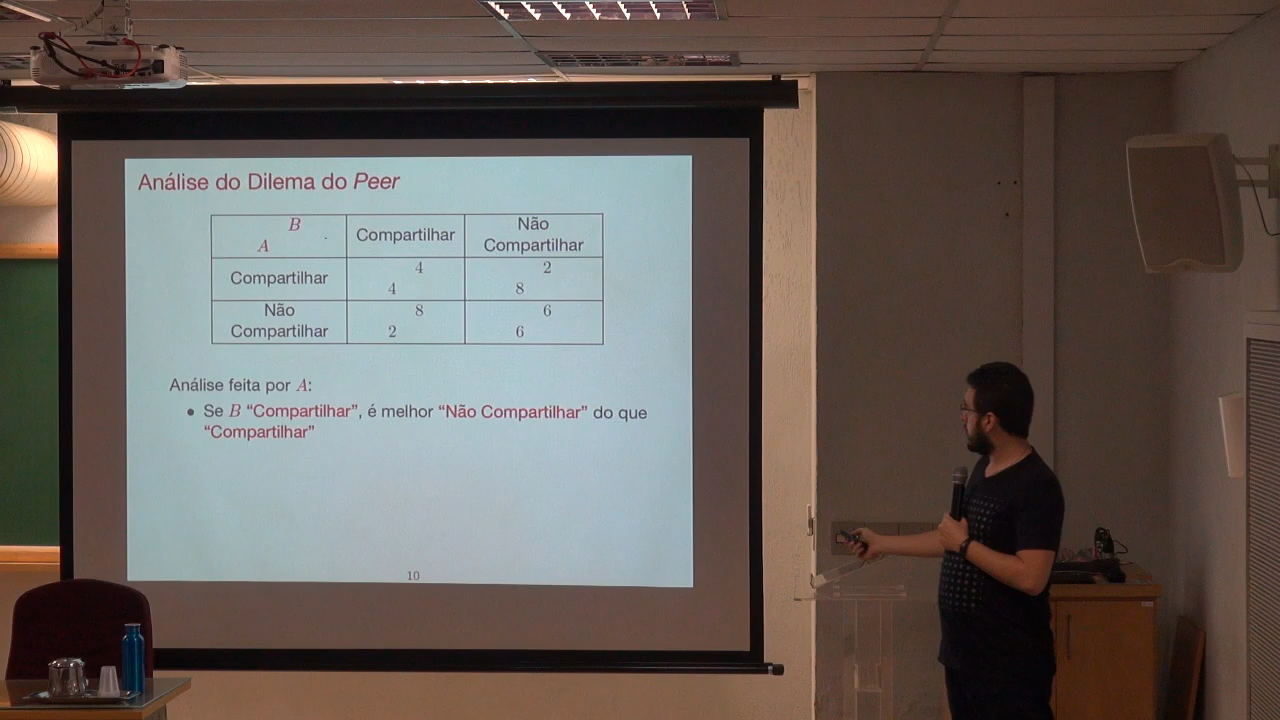 Análise do Dilema do Peer
B
A
Compartilhar
Não
Compartilhar
Compartilhar
4
4
2
8
Não
Compartilhar
8
2
6
6
Análise feita por A:
• Se B “Compartilhar”, é melhor “Não Compartilhar” do que
“Compartilhar”
10